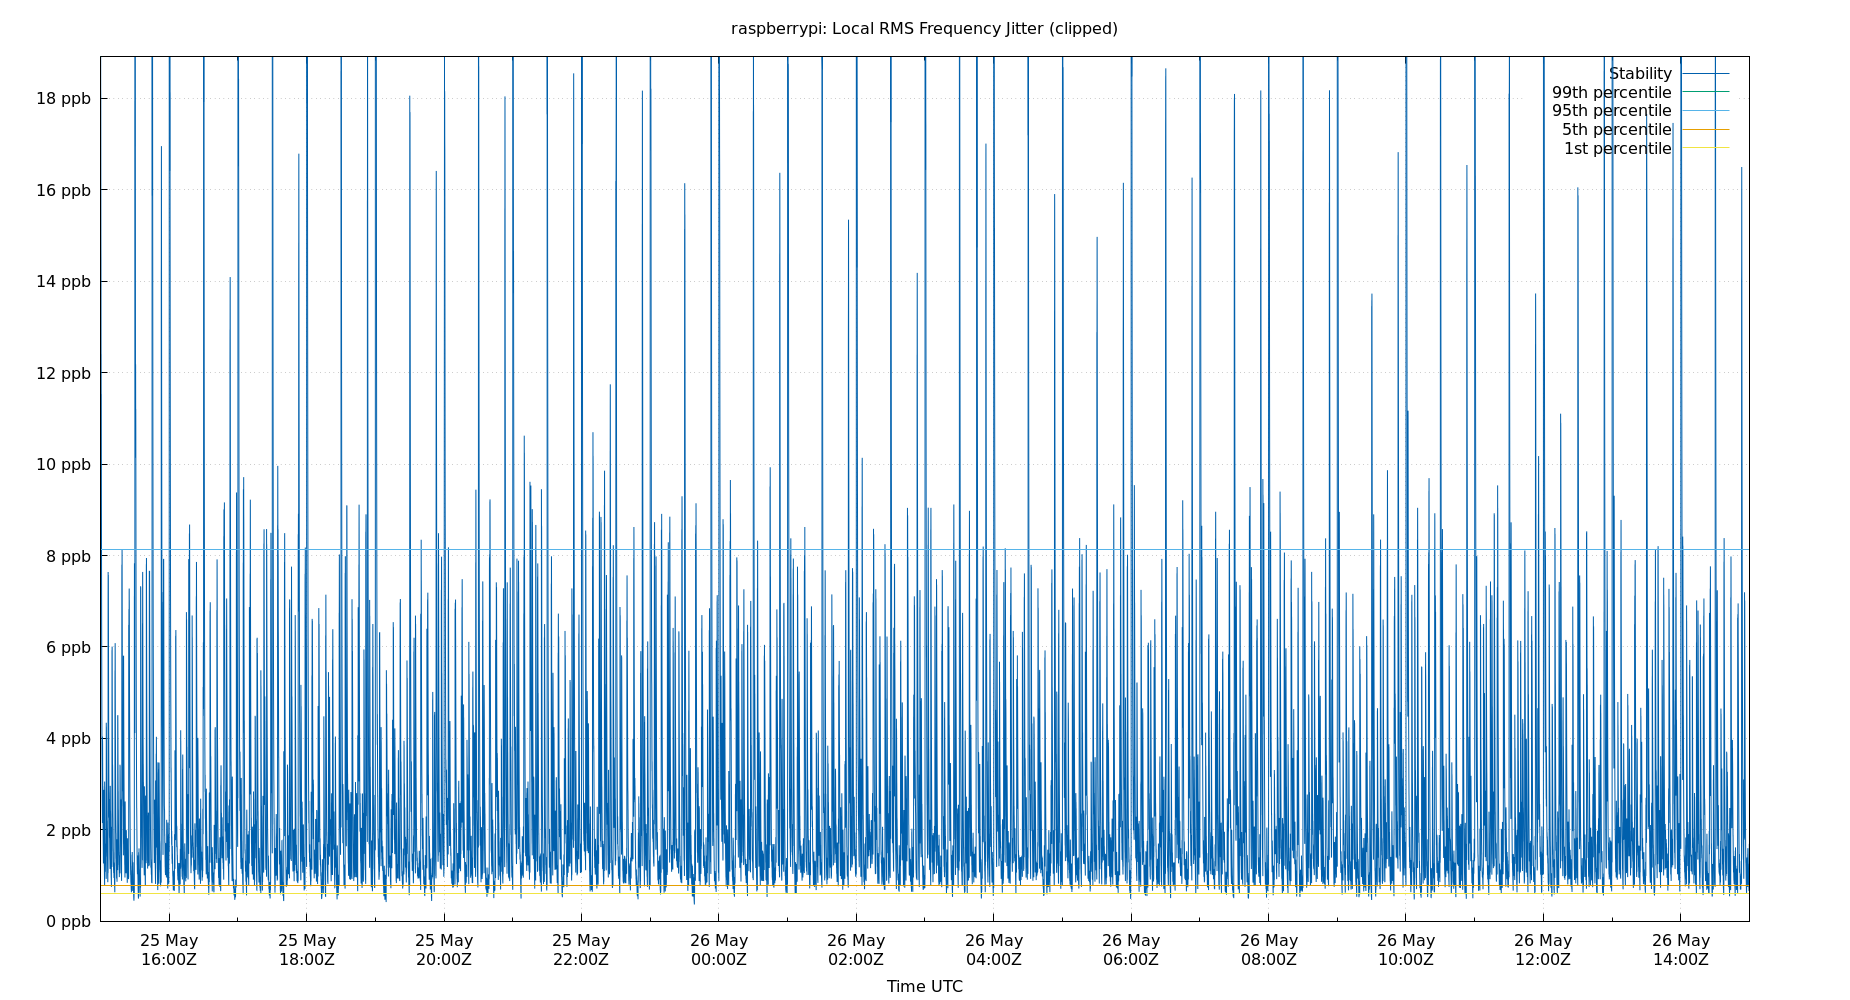 raspberrypi: Local RMS Frequency Jitter (clipped)
Stability
99th percentile
95th percentile
5th percentile
1st percentile
18 ppb
16 ppb
14 ppb
12 ppb
10 ppb
8 ppb
6 ppb
4 ppb
2 ppb
0 ppb
25 May 25 May 25 May 25 May 26 May 26 May 26 May 26 May 26 May 26 May 26 May 26 May
16:00Z 18:00Z 20:00Z 22:00Z 00:00Z 02:00Z 04:00Z 06:00Z 08:00Z 10:00Z 12:00Z 14:00Z
Time UTC